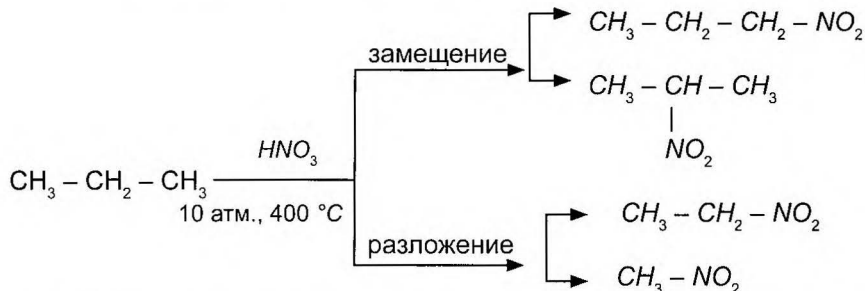 CH₃ – CH₂ – CH₂ – NO₂
замещение
CH₃ – CH – CH₃
|
NO₂
HNO₃
CH₃ – CH₂ – CH₃
10 атм., 400 °C
CH₃ – CH₂ – NO₂
разложение
CH₃ – NO₂